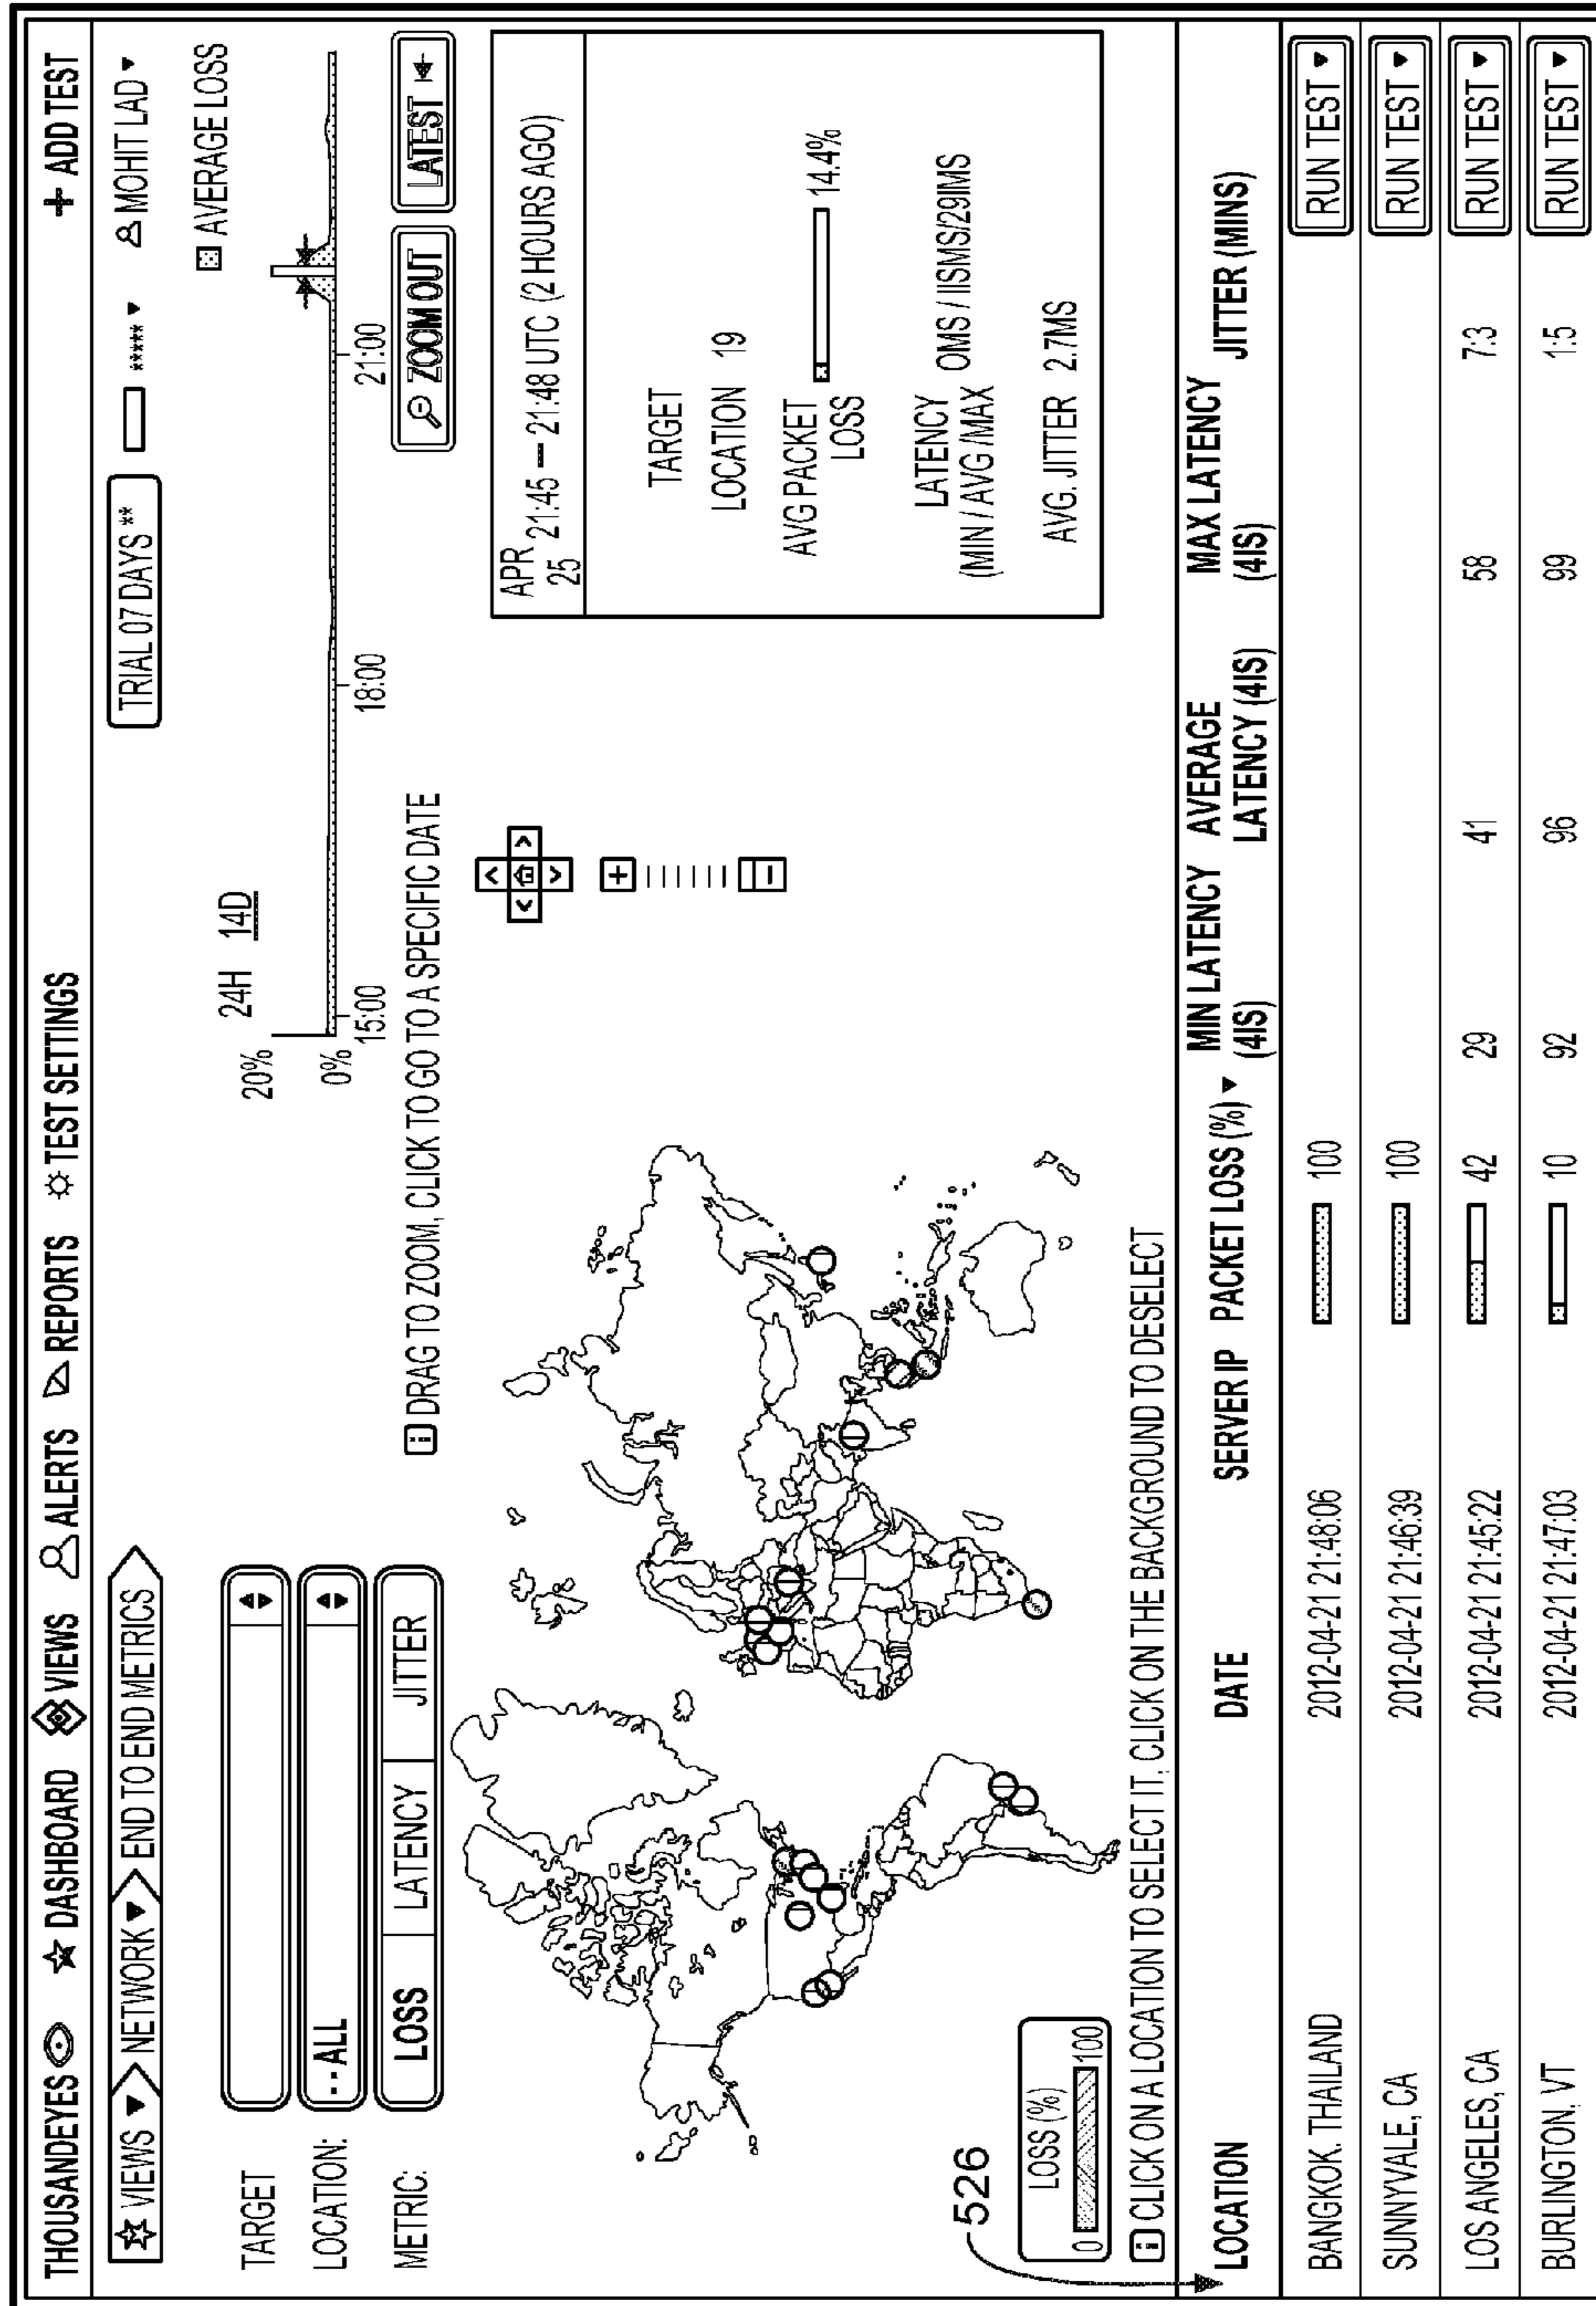 THOUSANDEYES DASHBOARD VIEWS ALERTS REPORTS TEST SETTINGS + ADD TEST
VIEWS ▼ NETWORK ▼ END TO END METRICS TRIAL 07 DAYS ** ***** ▼ MOHIT LAD ▼
TARGET
LOCATION: --ALL
METRIC: LOSS LATENCY JITTER
24H 14D AVERAGE LOSS
20%
0%
15:00 18:00 21:00
DRAG TO ZOOM, CLICK TO GO TO A SPECIFIC DATE ZOOM OUT LATEST
APR 25 21:45 — 21:48 UTC (2 HOURS AGO)
TARGET
LOCATION 19
AVG PACKET LOSS 14.4%
LATENCY
(MIN / AVG /MAX OMS / IISMS/29IMS
AVG. JITTER 2.7MS
526
LOSS (%)
0 100
CLICK ON A LOCATION TO SELECT IT. CLICK ON THE BACKGROUND TO DESELECT
LOCATION DATE SERVER IP PACKET LOSS (%) ▼ MIN LATENCY (4IS) AVERAGE LATENCY (4IS) MAX LATENCY (4IS) JITTER (MINS)
BANGKOK. THAILAND 2012-04-21 21:48:06 100 RUN TEST ▼
SUNNYVALE, CA 2012-04-21 21:46:39 100 RUN TEST ▼
LOS ANGELES, CA 2012-04-21 21:45:22 42 29 41 58 7:3 RUN TEST ▼
BURLINGTON, VT 2012-04-21 21:47:03 10 92 96 99 1:5 RUN TEST ▼